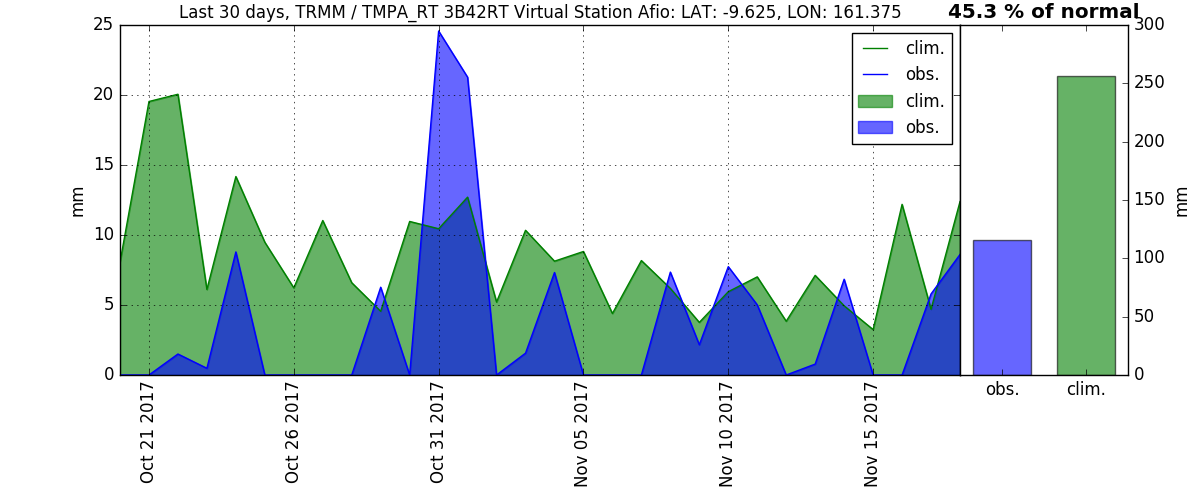 Last 30 days, TRMM / TMPA_RT 3B42RT Virtual Station Afio: LAT: -9.625, LON: 161.375
45.3 % of normal
25
20
15
10
5
0
mm
clim.
obs.
clim.
obs.
Oct 21 2017
Oct 26 2017
Oct 31 2017
Nov 05 2017
Nov 10 2017
Nov 15 2017
300
250
200
150
100
50
0
mm
obs.
clim.